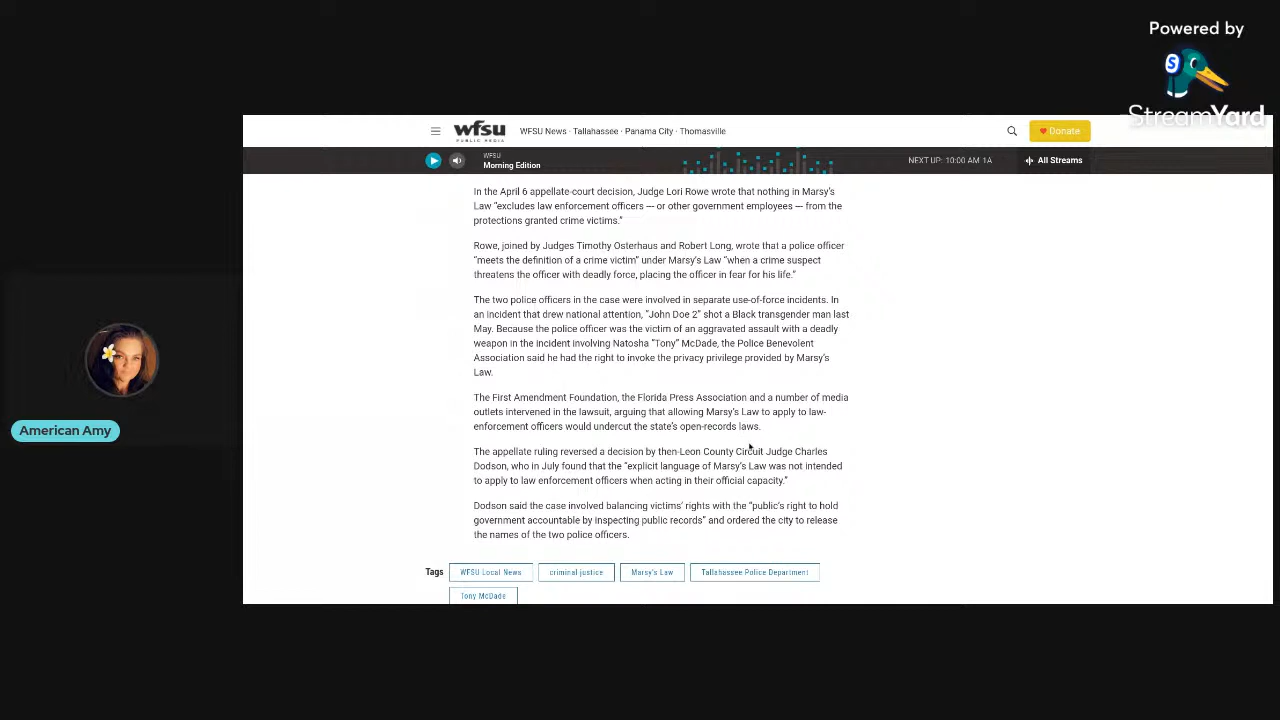 Powered by
S
StreamYard
wfsu
PUBLIC MEDIA
WFSU News · Tallahassee · Panama City · Thomasville
Donate
WFSU
Morning Edition
NEXT UP: 10:00 AM 1A
All Streams
In the April 6 appellate-court decision, Judge Lori Rowe wrote that nothing in Marsy's
Law “excludes law enforcement officers --- or other government employees --- from the
protections granted crime victims.”
Rowe, joined by Judges Timothy Osterhaus and Robert Long, wrote that a police officer
“meets the definition of a crime victim” under Marsy's Law “when a crime suspect
threatens the officer with deadly force, placing the officer in fear for his life.”
The two police officers in the case were involved in separate use-of-force incidents. In
an incident that drew national attention, “John Doe 2” shot a Black transgender man last
May. Because the police officer was the victim of an aggravated assault with a deadly
weapon in the incident involving Natosha “Tony” McDade, the Police Benevolent
Association said he had the right to invoke the privacy privilege provided by Marsy's
Law.
The First Amendment Foundation, the Florida Press Association and a number of media
outlets intervened in the lawsuit, arguing that allowing Marsy's Law to apply to law-
enforcement officers would undercut the state's open-records laws.
The appellate ruling reversed a decision by then-Leon County Circuit Judge Charles
Dodson, who in July found that the “explicit language of Marsy's Law was not intended
to apply to law enforcement officers when acting in their official capacity.”
Dodson said the case involved balancing victims' rights with the “public's right to hold
government accountable by inspecting public records” and ordered the city to release
the names of the two police officers.
Tags
WFSU Local News
criminal justice
Marsy's Law
Tallahassee Police Department
Tony McDade
American Amy